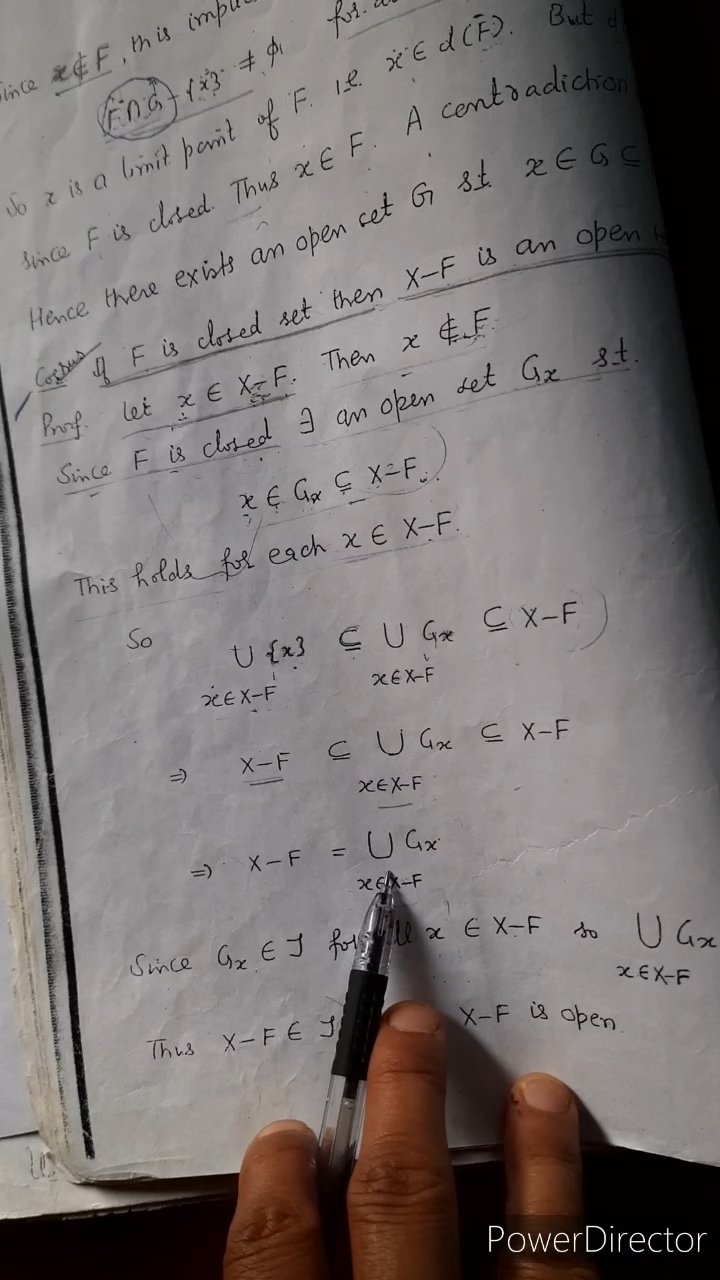 Since x ∉ F, this
F∩G - {x} ≠ ϕ
So x is a limit point of F. i.e x ∈ d(F). But
since F is closed. Thus x ∈ F. A contradiction
Hence there exists an open set G st x ∈ G ⊆
If F is closed set then X-F is an open
Proof. Let x ∈ X-F. Then x ∉ F
Since F is closed ∃ an open set Gx st.
x ∈ Gx ⊆ X-F.
This holds for each x ∈ X-F.
So ∪ {x} ⊆ ∪ Gx ⊆ X-F
x∈X-F x∈X-F
⇒ X-F ⊆ ∪ Gx ⊆ X-F
x∈X-F
⇒ X-F = ∪ Gx
x∈X-F
Since Gx ∈ J for all x ∈ X-F so ∪ Gx
x∈X-F
Thus X-F ∈ J X-F is open.
PowerDirector